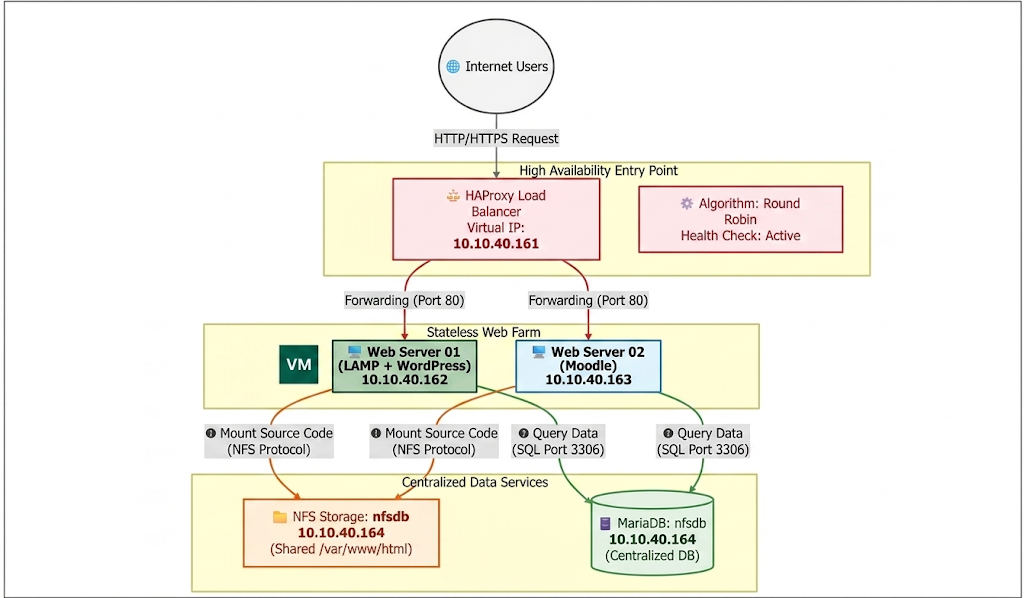 Internet Users
HTTP/HTTPS Request
High Availability Entry Point
HAProxy Load
Balancer
Virtual IP:
10.10.40.161
Algorithm: Round
Robin
Health Check: Active
Forwarding (Port 80)
Forwarding (Port 80)
Stateless Web Farm
VM
Web Server 01
(LAMP + WordPress)
10.10.40.162
Web Server 02
(Moodle)
10.10.40.163
Mount Source Code
(NFS Protocol)
Mount Source Code
(NFS Protocol)
Query Data
(SQL Port 3306)
Query Data
(SQL Port 3306)
Centralized Data Services
NFS Storage: nfsdb
10.10.40.164
(Shared /var/www/html)
MariaDB: nfsdb
10.10.40.164
(Centralized DB)